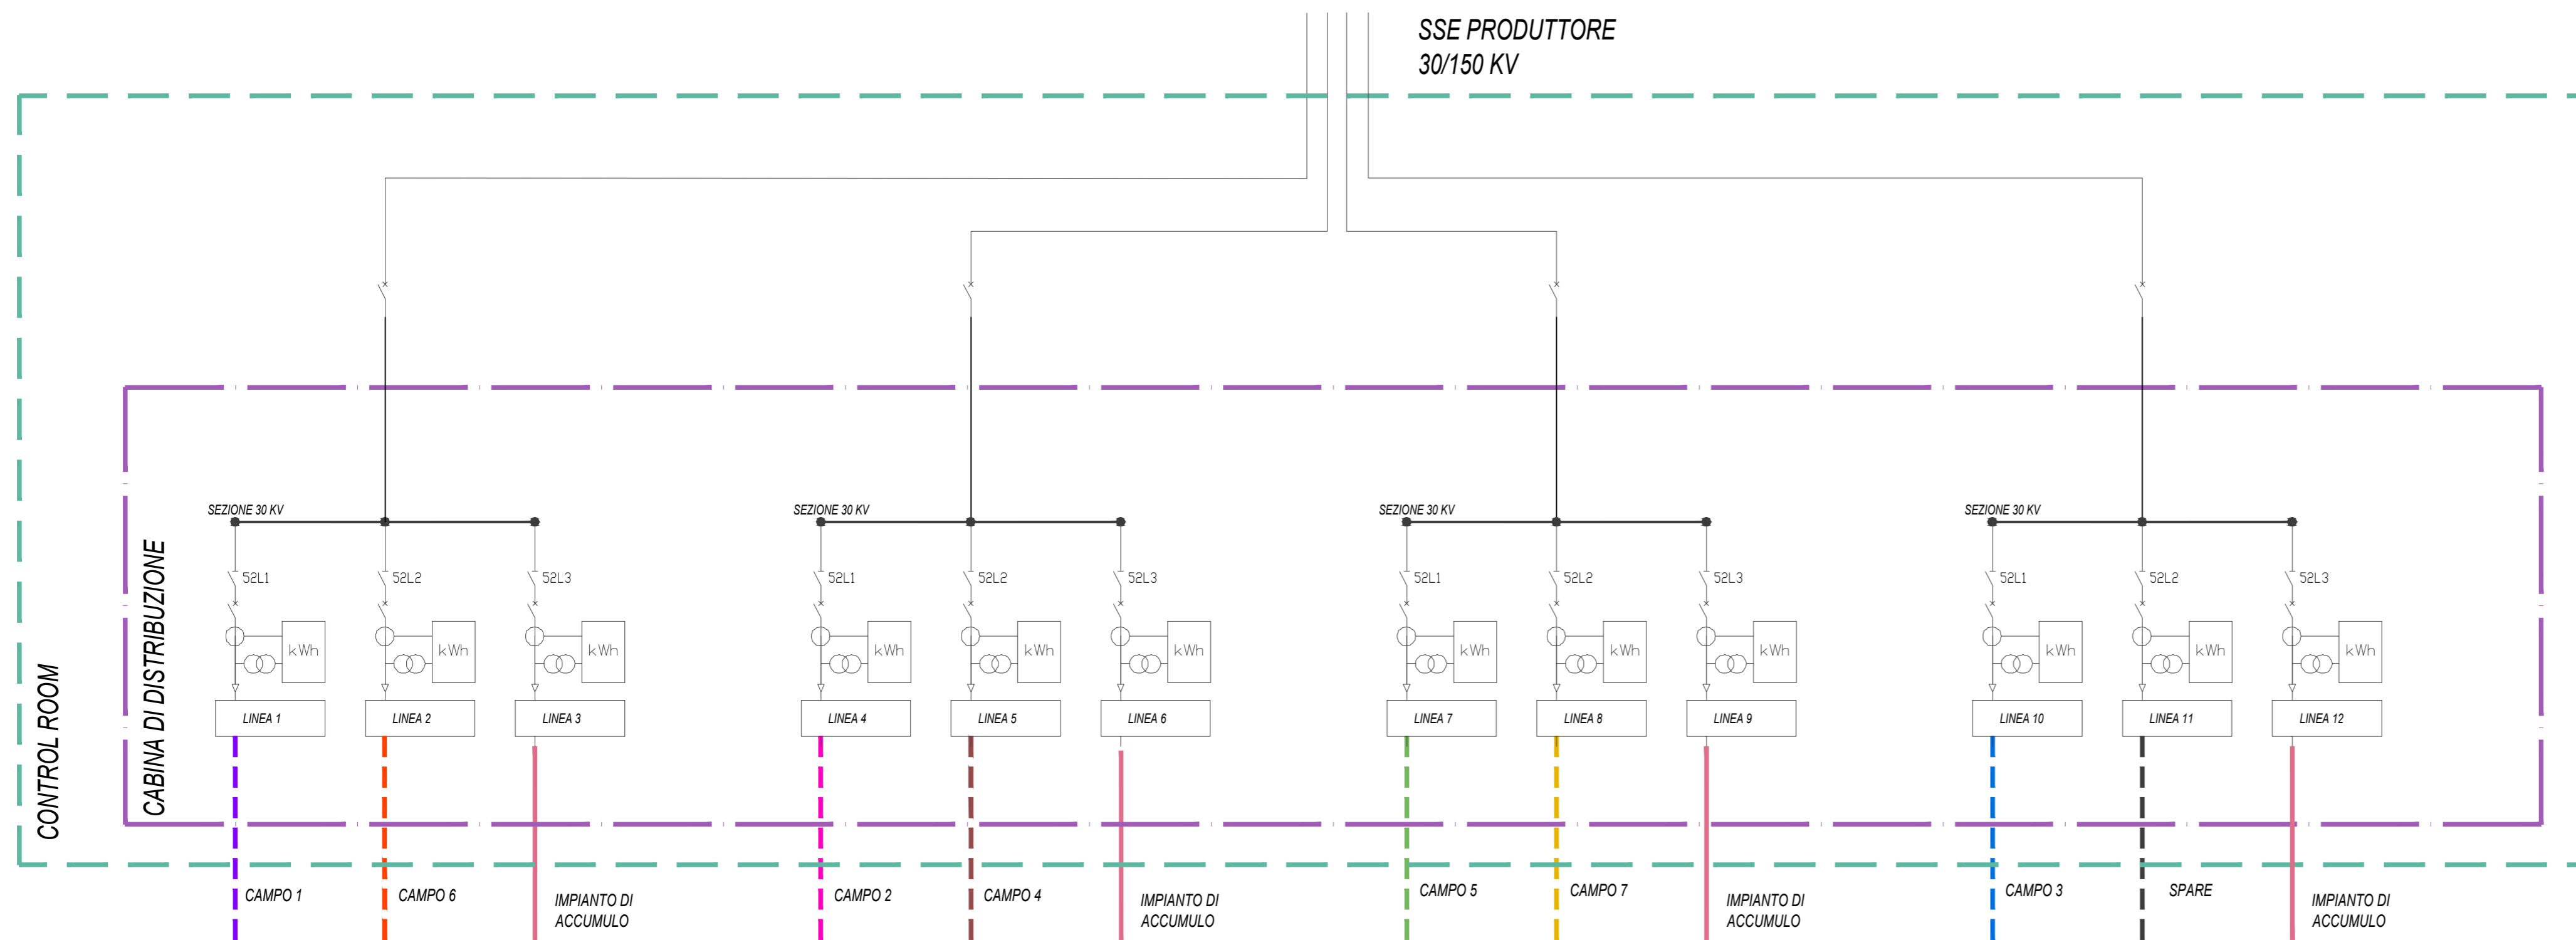 SSE PRODUTTORE
30/150 KV
CONTROL ROOM
CABINA DI DISTRIBUZIONE
SEZIONE 30 KV
SEZIONE 30 KV
SEZIONE 30 KV
SEZIONE 30 KV
52L1
52L2
52L3
52L1
52L2
52L3
52L1
52L2
52L3
52L1
52L2
52L3
kWh
kWh
kWh
kWh
kWh
kWh
kWh
kWh
kWh
kWh
kWh
kWh
LINEA 1
LINEA 2
LINEA 3
LINEA 4
LINEA 5
LINEA 6
LINEA 7
LINEA 8
LINEA 9
LINEA 10
LINEA 11
LINEA 12
CAMPO 1
CAMPO 6
IMPIANTO DI
ACCUMULO
CAMPO 2
CAMPO 4
IMPIANTO DI
ACCUMULO
CAMPO 5
CAMPO 7
IMPIANTO DI
ACCUMULO
CAMPO 3
SPARE
IMPIANTO DI
ACCUMULO